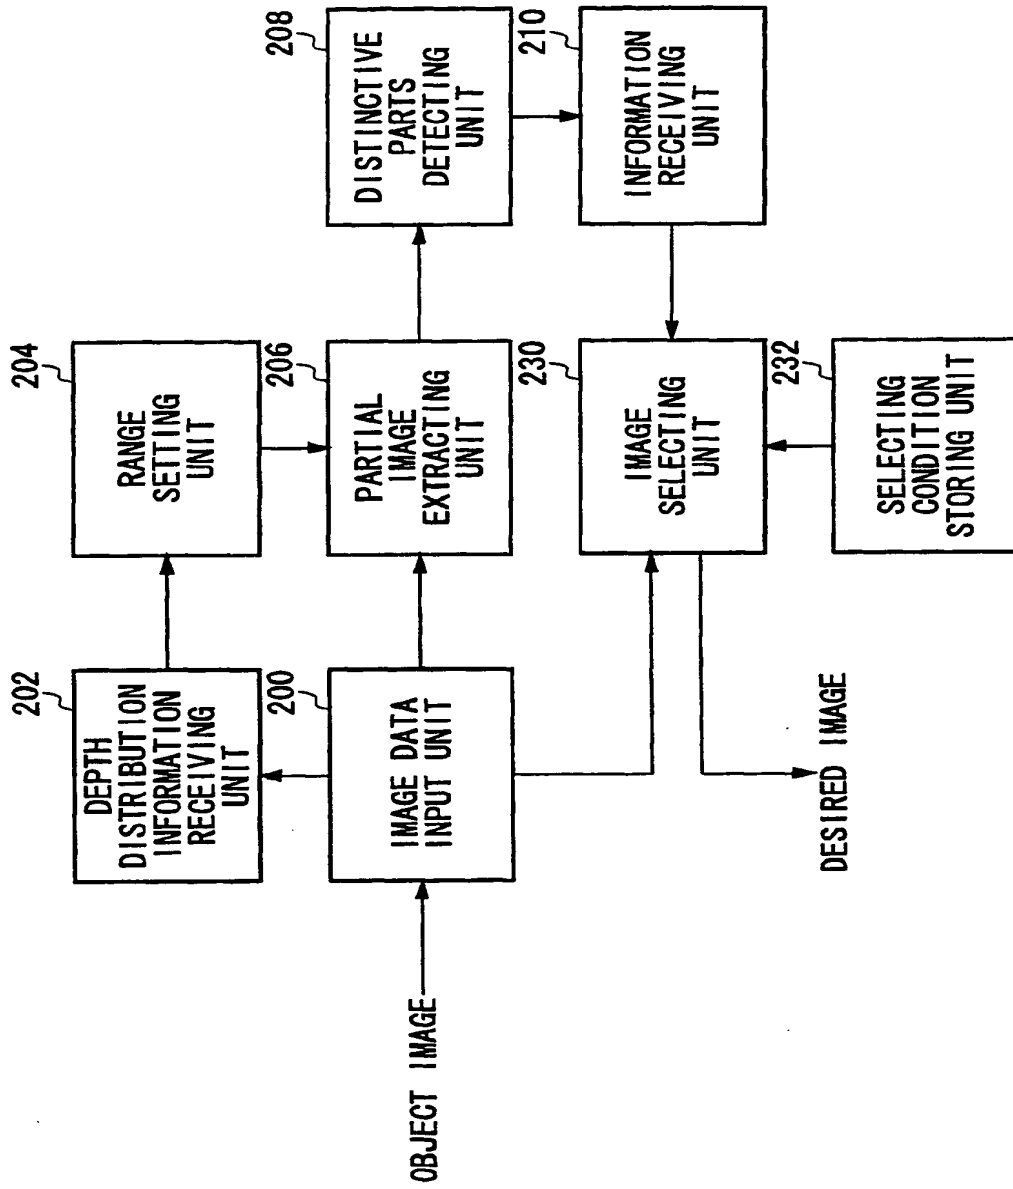 202
DEPTH
DISTRIBUTION
INFORMATION
RECEIVING
UNIT
204
RANGE
SETTING
UNIT
208
DISTINCTIVE
PARTS
DETECTING
UNIT
OBJECT IMAGE
200
IMAGE DATA
INPUT UNIT
206
PARTIAL
IMAGE
EXTRACTING
UNIT
210
INFORMATION
RECEIVING
UNIT
230
IMAGE
SELECTING
UNIT
DESIRED IMAGE
232
SELECTING
CONDITION
STORING UNIT